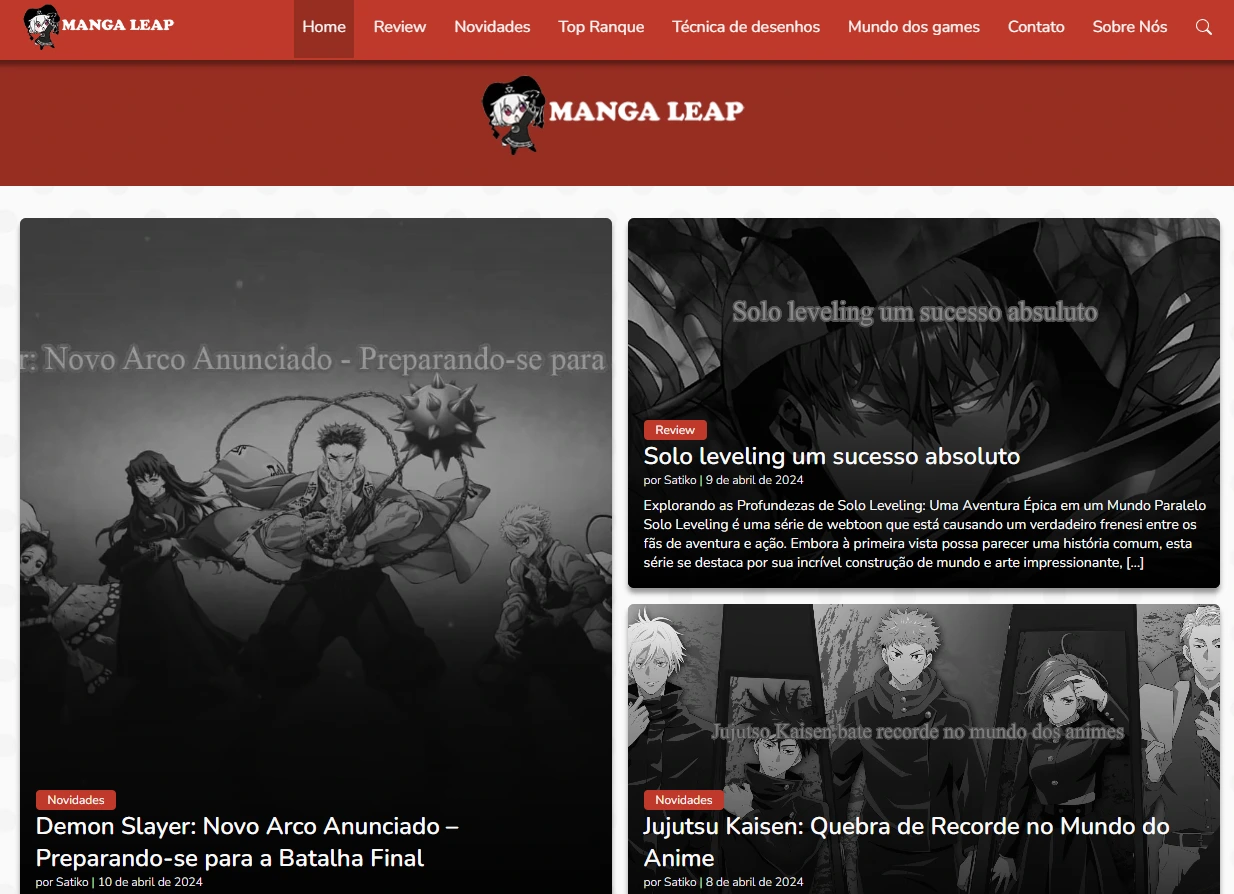 MANGA LEAP
Home Review Novidades Top Ranque Técnica de desenhos Mundo dos games Contato Sobre Nós
MANGA LEAP
r: Novo Arco Anunciado - Preparando-se para
Novidades
Demon Slayer: Novo Arco Anunciado –
Preparando-se para a Batalha Final
por Satiko | 10 de abril de 2024
Solo leveling um sucesso absuluto
Review
Solo leveling um sucesso absoluto
por Satiko | 9 de abril de 2024
Explorando as Profundezas de Solo Leveling: Uma Aventura Épica em um Mundo Paralelo
Solo Leveling é uma série de webtoon que está causando um verdadeiro frenesi entre os
fãs de aventura e ação. Embora à primeira vista possa parecer uma história comum, esta
série se destaca por sua incrível construção de mundo e arte impressionante, [...]
Jujutso Kaisen bate recorde no mundo dos animes
Novidades
Jujutsu Kaisen: Quebra de Recorde no Mundo do
Anime
por Satiko | 8 de abril de 2024